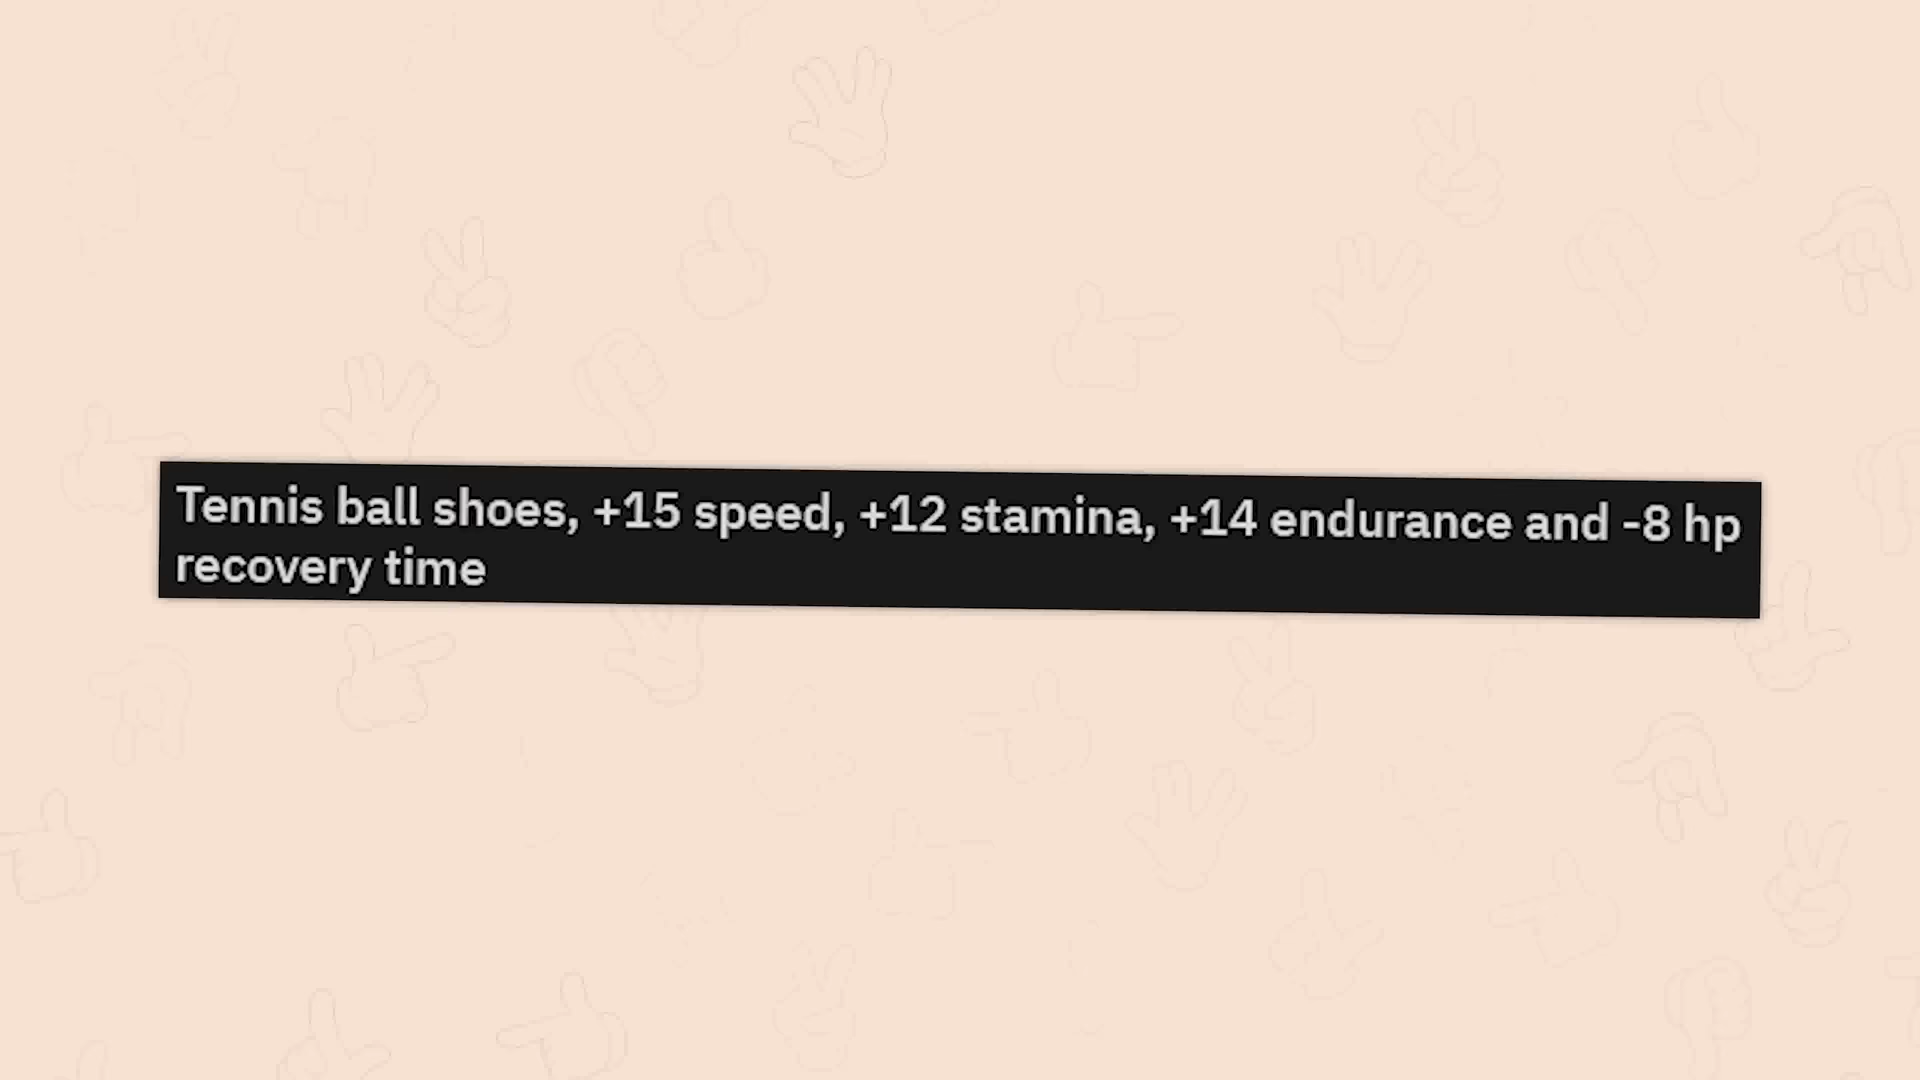 Tennis ball shoes, +15 speed, +12 stamina, +14 endurance and -8 hp
recovery time